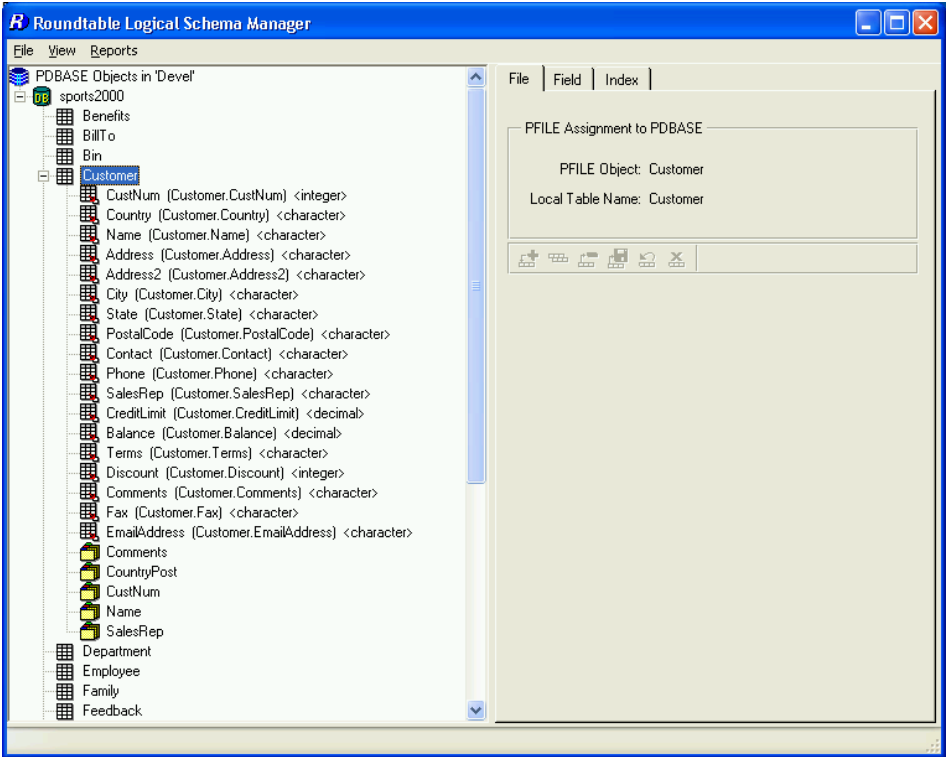 R Roundtable Logical Schema Manager
File View Reports
PDBASE Objects in 'Devel'
DB sports2000
Benefits
BillTo
Bin
Customer
CustNum (Customer.CustNum) <integer>
Country (Customer.Country) <character>
Name (Customer.Name) <character>
Address (Customer.Address) <character>
Address2 (Customer.Address2) <character>
City (Customer.City) <character>
State (Customer.State) <character>
PostalCode (Customer.PostalCode) <character>
Contact (Customer.Contact) <character>
Phone (Customer.Phone) <character>
SalesRep (Customer.SalesRep) <character>
CreditLimit (Customer.CreditLimit) <decimal>
Balance (Customer.Balance) <decimal>
Terms (Customer.Terms) <character>
Discount (Customer.Discount) <integer>
Comments (Customer.Comments) <character>
Fax (Customer.Fax) <character>
EmailAddress (Customer.EmailAddress) <character>
Comments
CountryPost
CustNum
Name
SalesRep
Department
Employee
Family
Feedback
File Field Index
PFILE Assignment to PDBASE
PFILE Object: Customer
Local Table Name: Customer